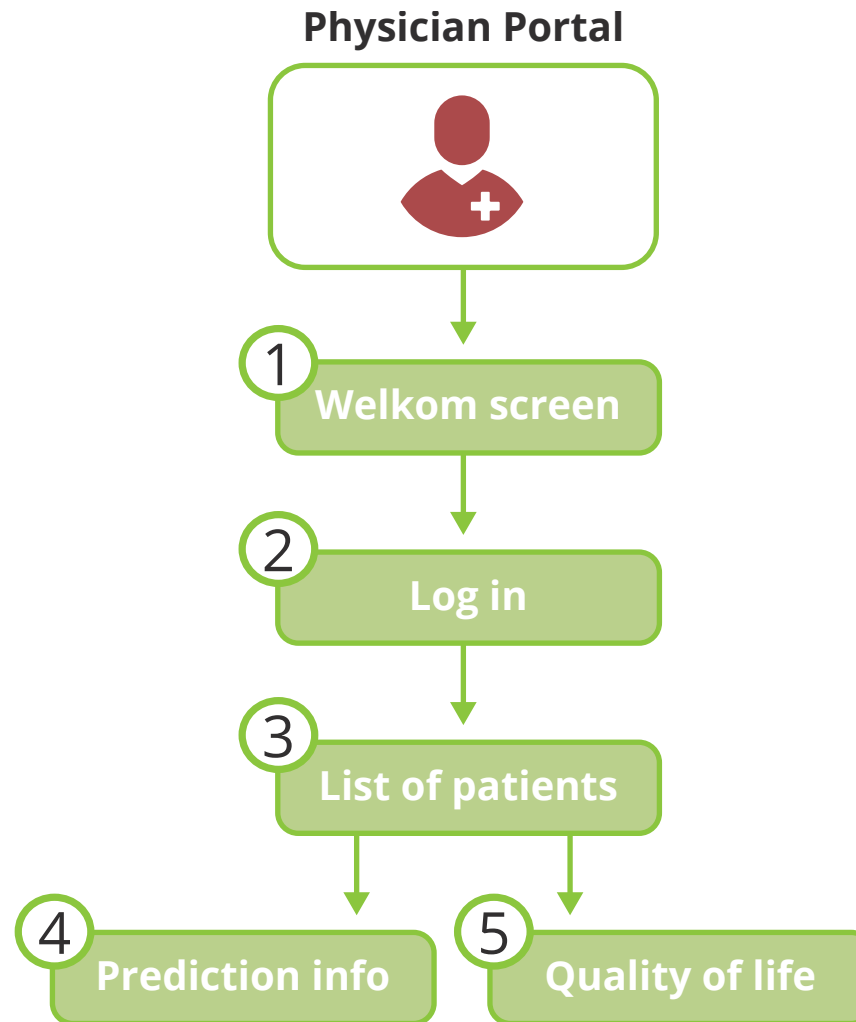 Physician Portal
1
Welkom screen
2
Log in
3
List of patients
4
Prediction info
5
Quality of life